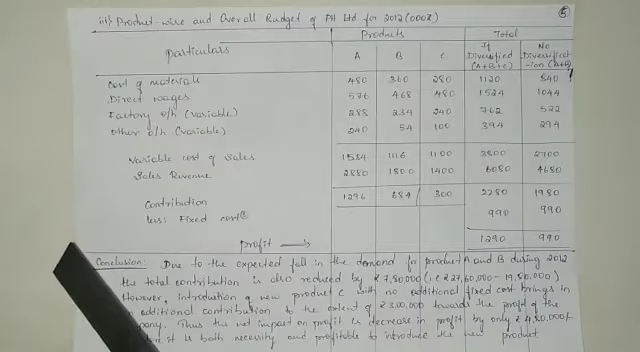 iii) Product-wise and Overall Budget of PH Ltd. for 2012 (000₹) ⑤
Particulars Products Total
A B C If Diversified (A+B+C) No Diversificat-ion (A+B)
Cost of materials 480 360 280 1120 840
Direct wages 576 468 480 1524 1044
Factory o/h (variable) 288 234 240 762 522
Other o/h (variable) 240 54 100 394 294
Variable cost of Sales 1584 1116 1100 3800 2700
Sales Revenue 2880 1800 1400 6080 4680
Contribution 1296 684 300 2280 1980
Less: Fixed cost 990 990
Profit → 1290 990
Conclusion: Due to the expected fall in the demand for product A and B during 2012
the total contribution is also reduced by ₹ 7,80,000 (i.e ₹ 27,60,000 - 19,80,000)
However, introduction of new product C with no additional fixed cost brings in
additional contribution to the extent of ₹ 3,00,000 towards the profit of the
Thus the net impact on profit is decrease in profit by only ₹ 4,80,000/-
it is both necessity and profitable to introduce the new product